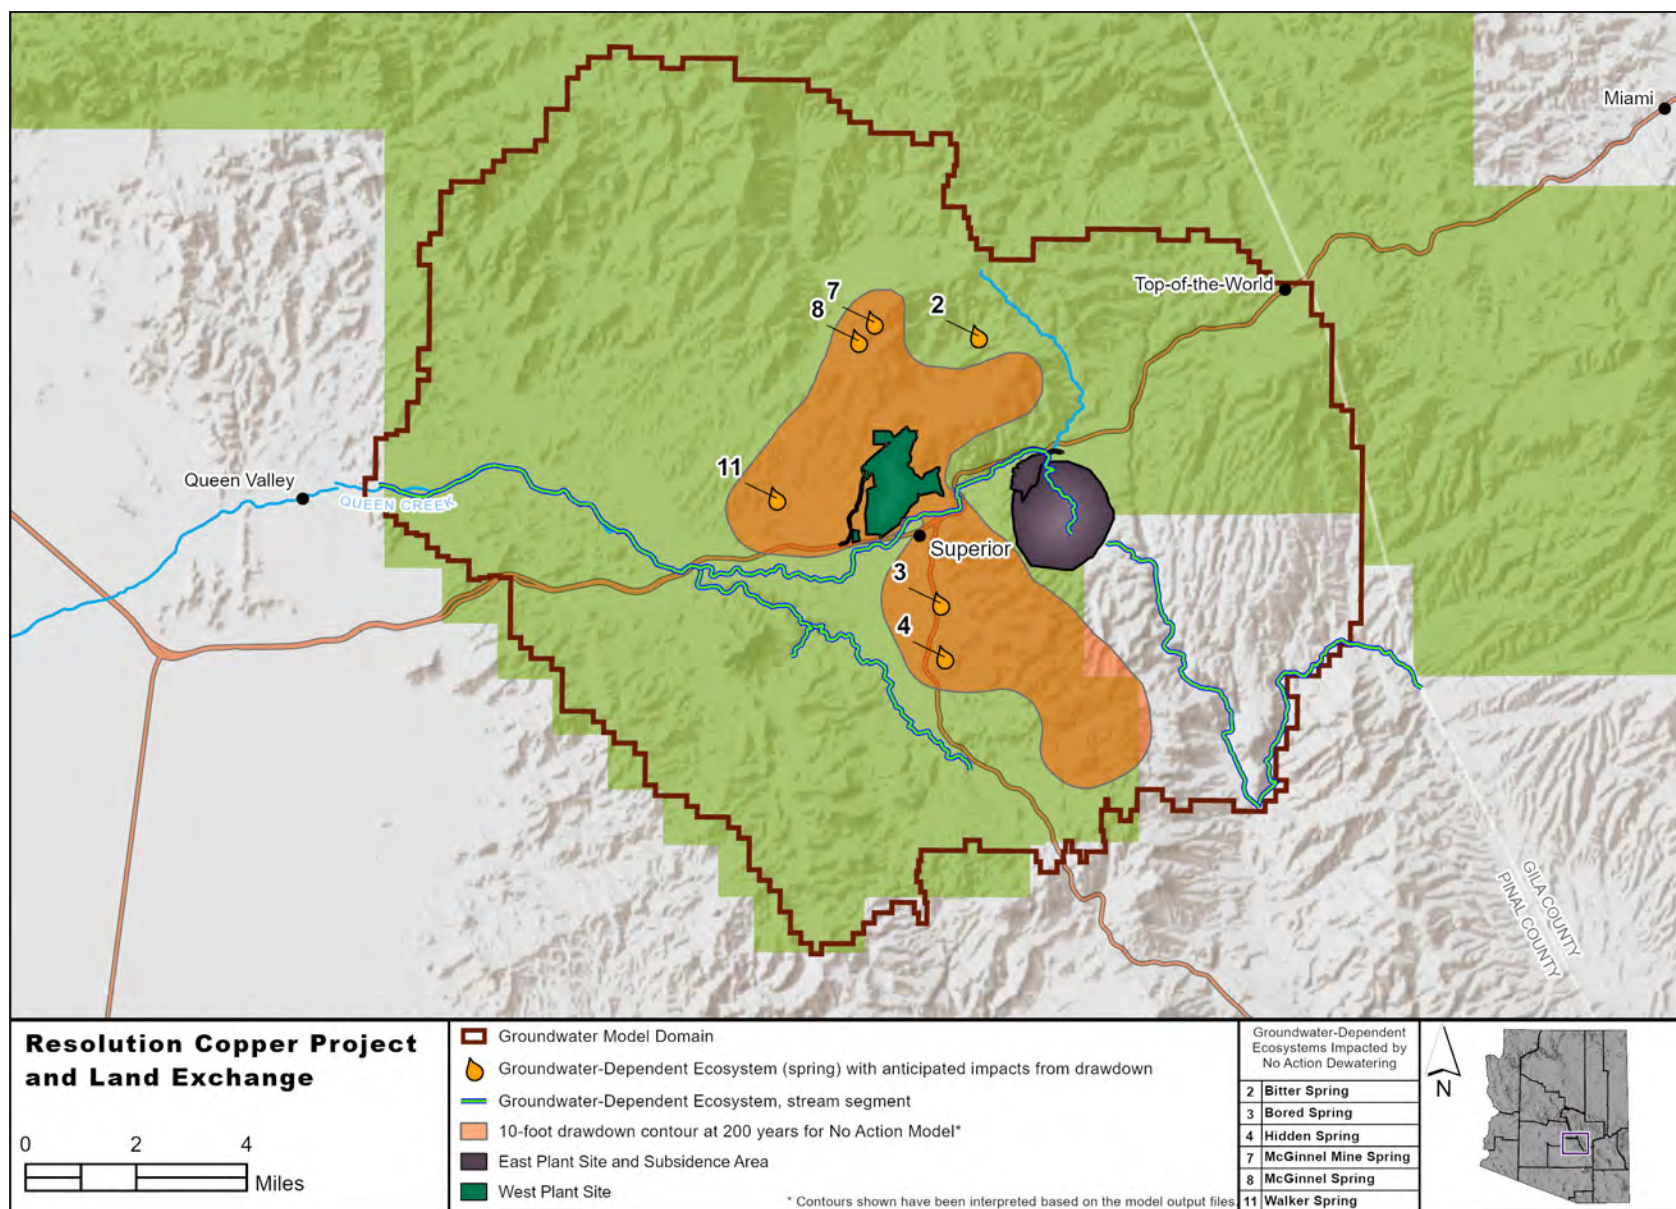 Miami
Top-of-the-World
7
8
2
11
Queen Valley
QUEEN CREEK
Superior
3
4
GILA COUNTY
PINAL COUNTY
Resolution Copper Project
and Land Exchange
0 2 4
Miles
Groundwater Model Domain
Groundwater-Dependent Ecosystem (spring) with anticipated impacts from drawdown
Groundwater-Dependent Ecosystem, stream segment
10-foot drawdown contour at 200 years for No Action Model*
East Plant Site and Subsidence Area
West Plant Site
* Contours shown have been interpreted based on the model output files
Groundwater-Dependent
Ecosystems Impacted by
No Action Dewatering
2 Bitter Spring
3 Bored Spring
4 Hidden Spring
7 McGinnel Mine Spring
8 McGinnel Spring
11 Walker Spring
N